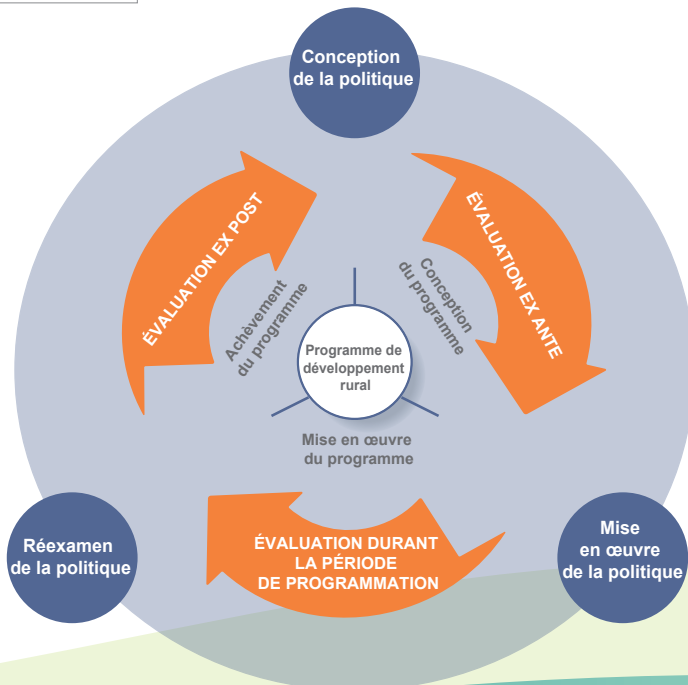 Conception
de la politique
ÉVALUATION EX POST
ÉVALUATION EX ANTE
Achèvement
du programme
Conception
du programme
Programme de
développement
rural
Mise en œuvre
du programme
Réexamen
de la politique
ÉVALUATION DURANT
LA PÉRIODE
DE PROGRAMMATION
Mise
en œuvre
de la politique